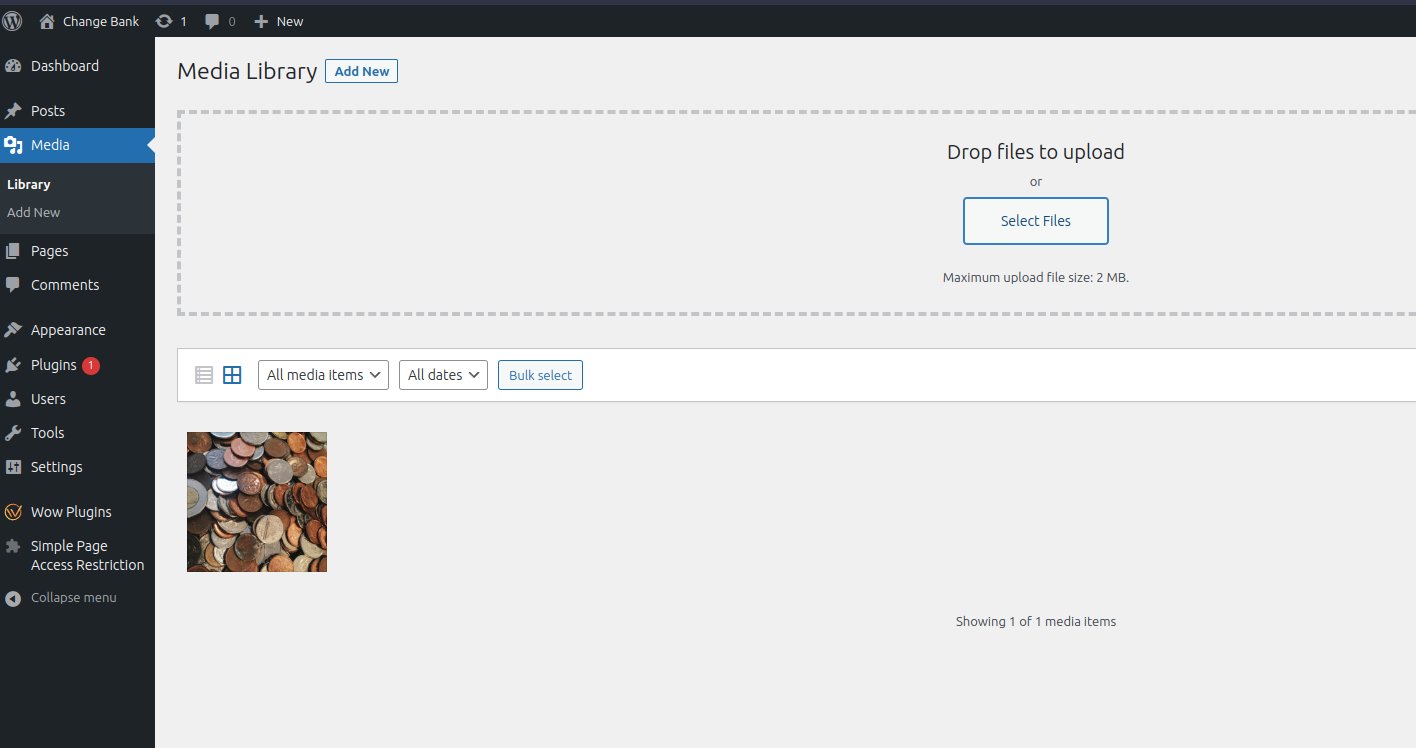 Change Bank 1 0 New
Dashboard
Posts
Media
Library
Add New
Pages
Comments
Appearance
Plugins 1
Users
Tools
Settings
Wow Plugins
Simple Page
Access Restriction
Collapse menu
Media Library Add New
Drop files to upload
or
Select Files
Maximum upload file size: 2 MB.
All media items All dates Bulk select
Showing 1 of 1 media items